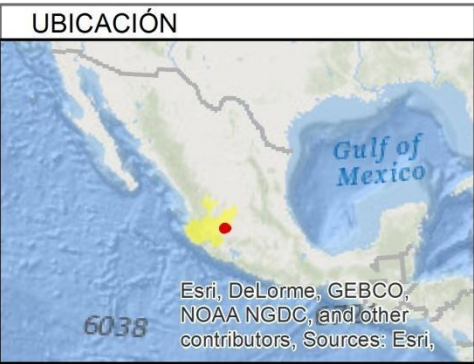 UBICACIÓN
Gulf of
Mexico
Esri, DeLorme, GEBCO,
NOAA NGDC, and other
contributors, Sources: Esri,
6038